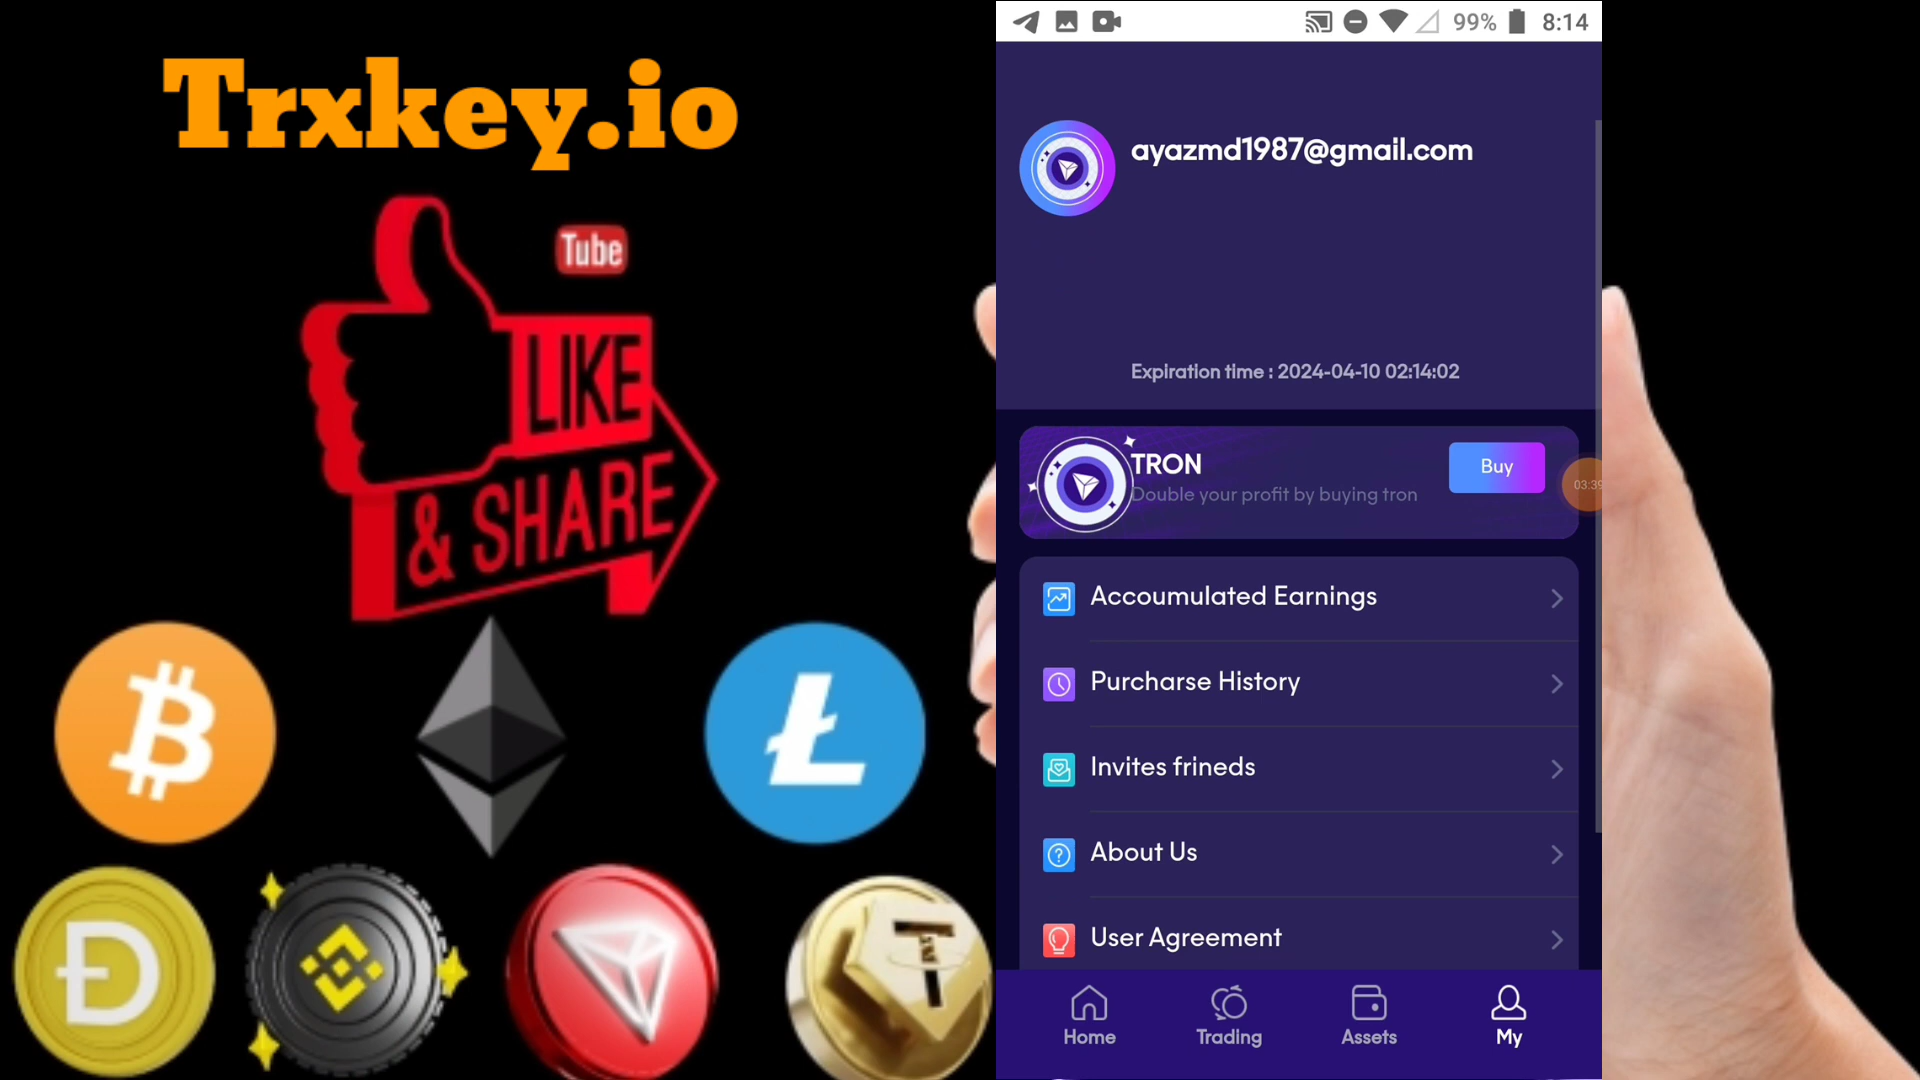 Trxkey.io
Tube
LIKE
& SHARE
99% 8:14
ayazmd1987@gmail.com
Expiration time : 2024-04-10 02:14:02
TRON
Double your profit by buying tron
Buy
03:39
Accoumulated Earnings
Purcharse History
Invites frineds
About Us
User Agreement
Home
Trading
Assets
My